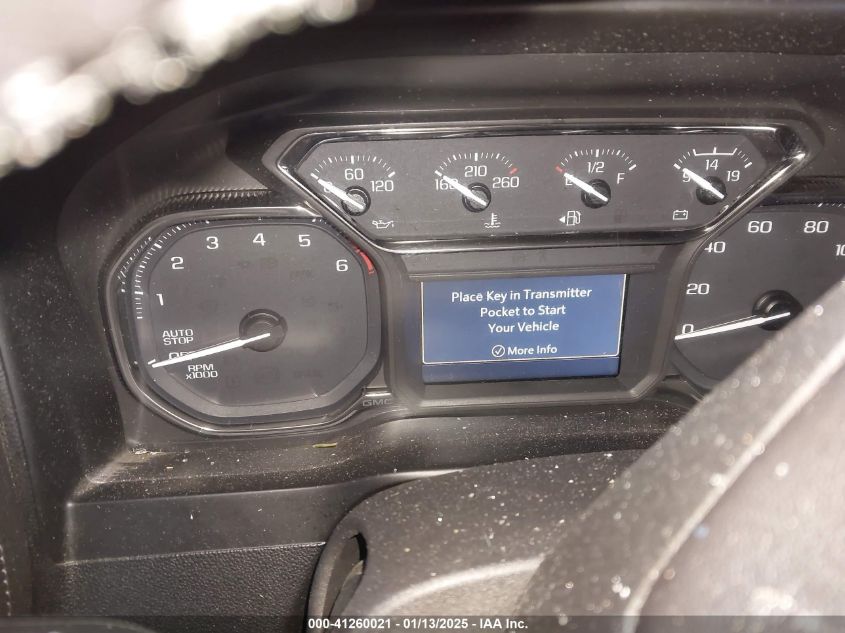 0 60 120
160 210 260
1/2 F
9 14 19
1 2 3 4 5 6
AUTO
STOP
RPM
x1000
GMC
Place Key in Transmitter
Pocket to Start
Your Vehicle
More Info
0 20 40 60 80
000-41260021 - 01/13/2025 - IAA Inc.